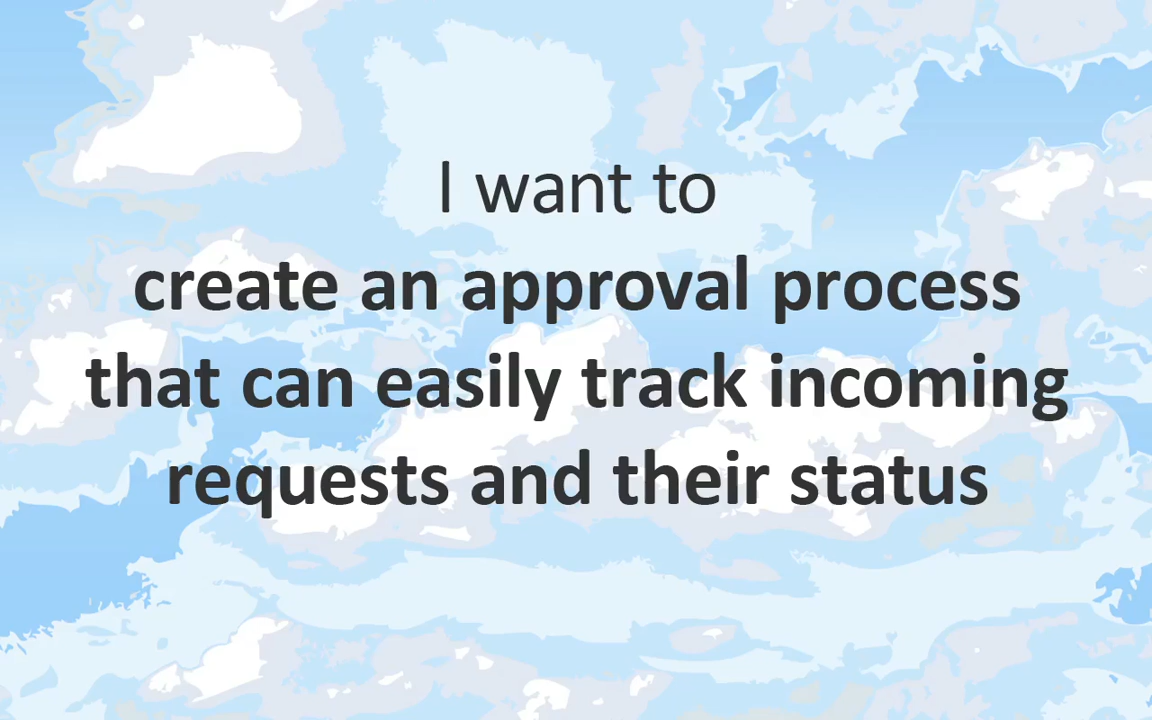 I want to
create an approval process
that can easily track incoming
requests and their status